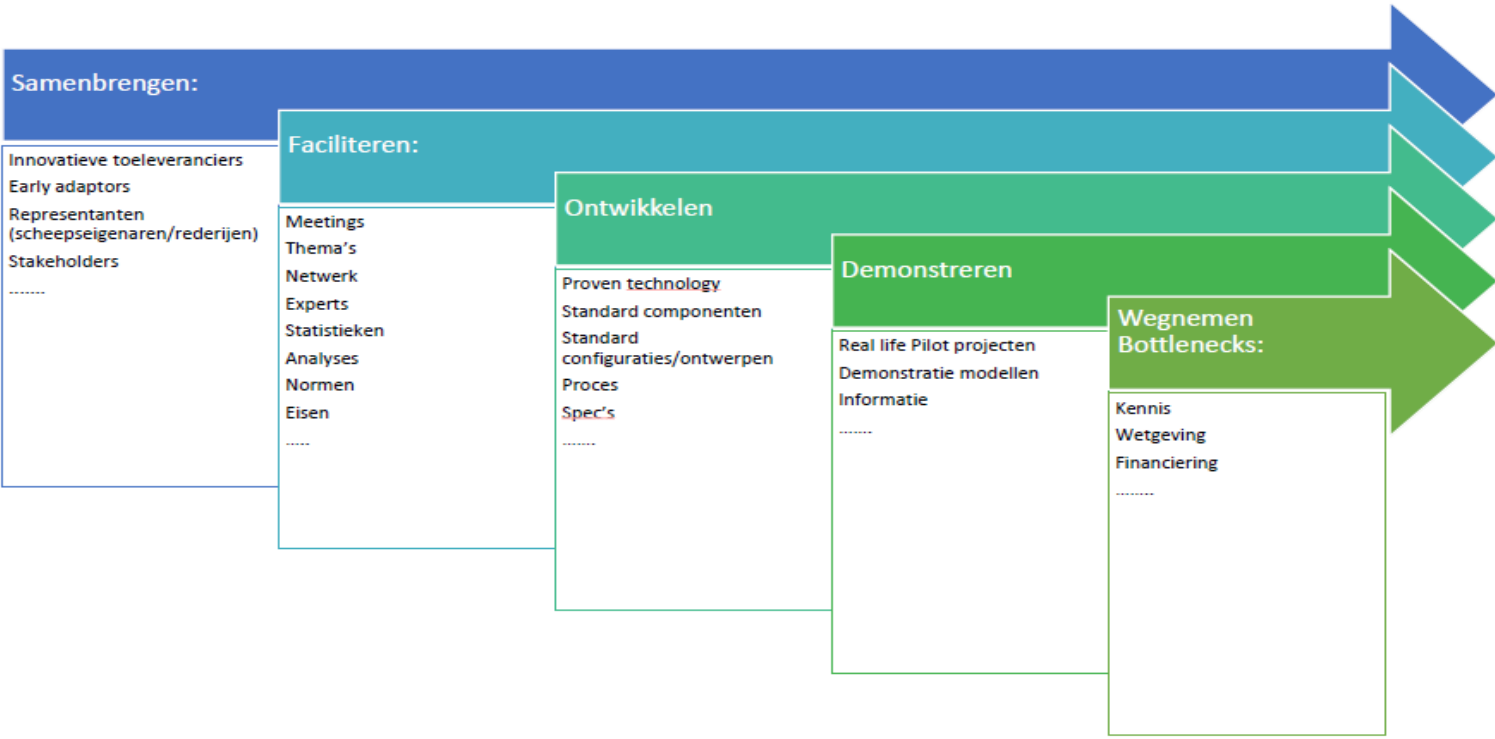 Samenbrengen:
Innovatieve toeleveranciers
Early adaptors
Representanten
(scheepseigenaren/rederijen)
Stakeholders
.......
Faciliteren:
Meetings
Thema's
Netwerk
Experts
Statistieken
Analyses
Normen
Eisen
.....
Ontwikkelen
Proven technology
Standard componenten
Standard
configuraties/ontwerpen
Proces
Spec's
.......
Demonstreren
Real life Pilot projecten
Demonstratie modellen
Informatie
.......
Wegnemen
Bottlenecks:
Kennis
Wetgeving
Financiering
........